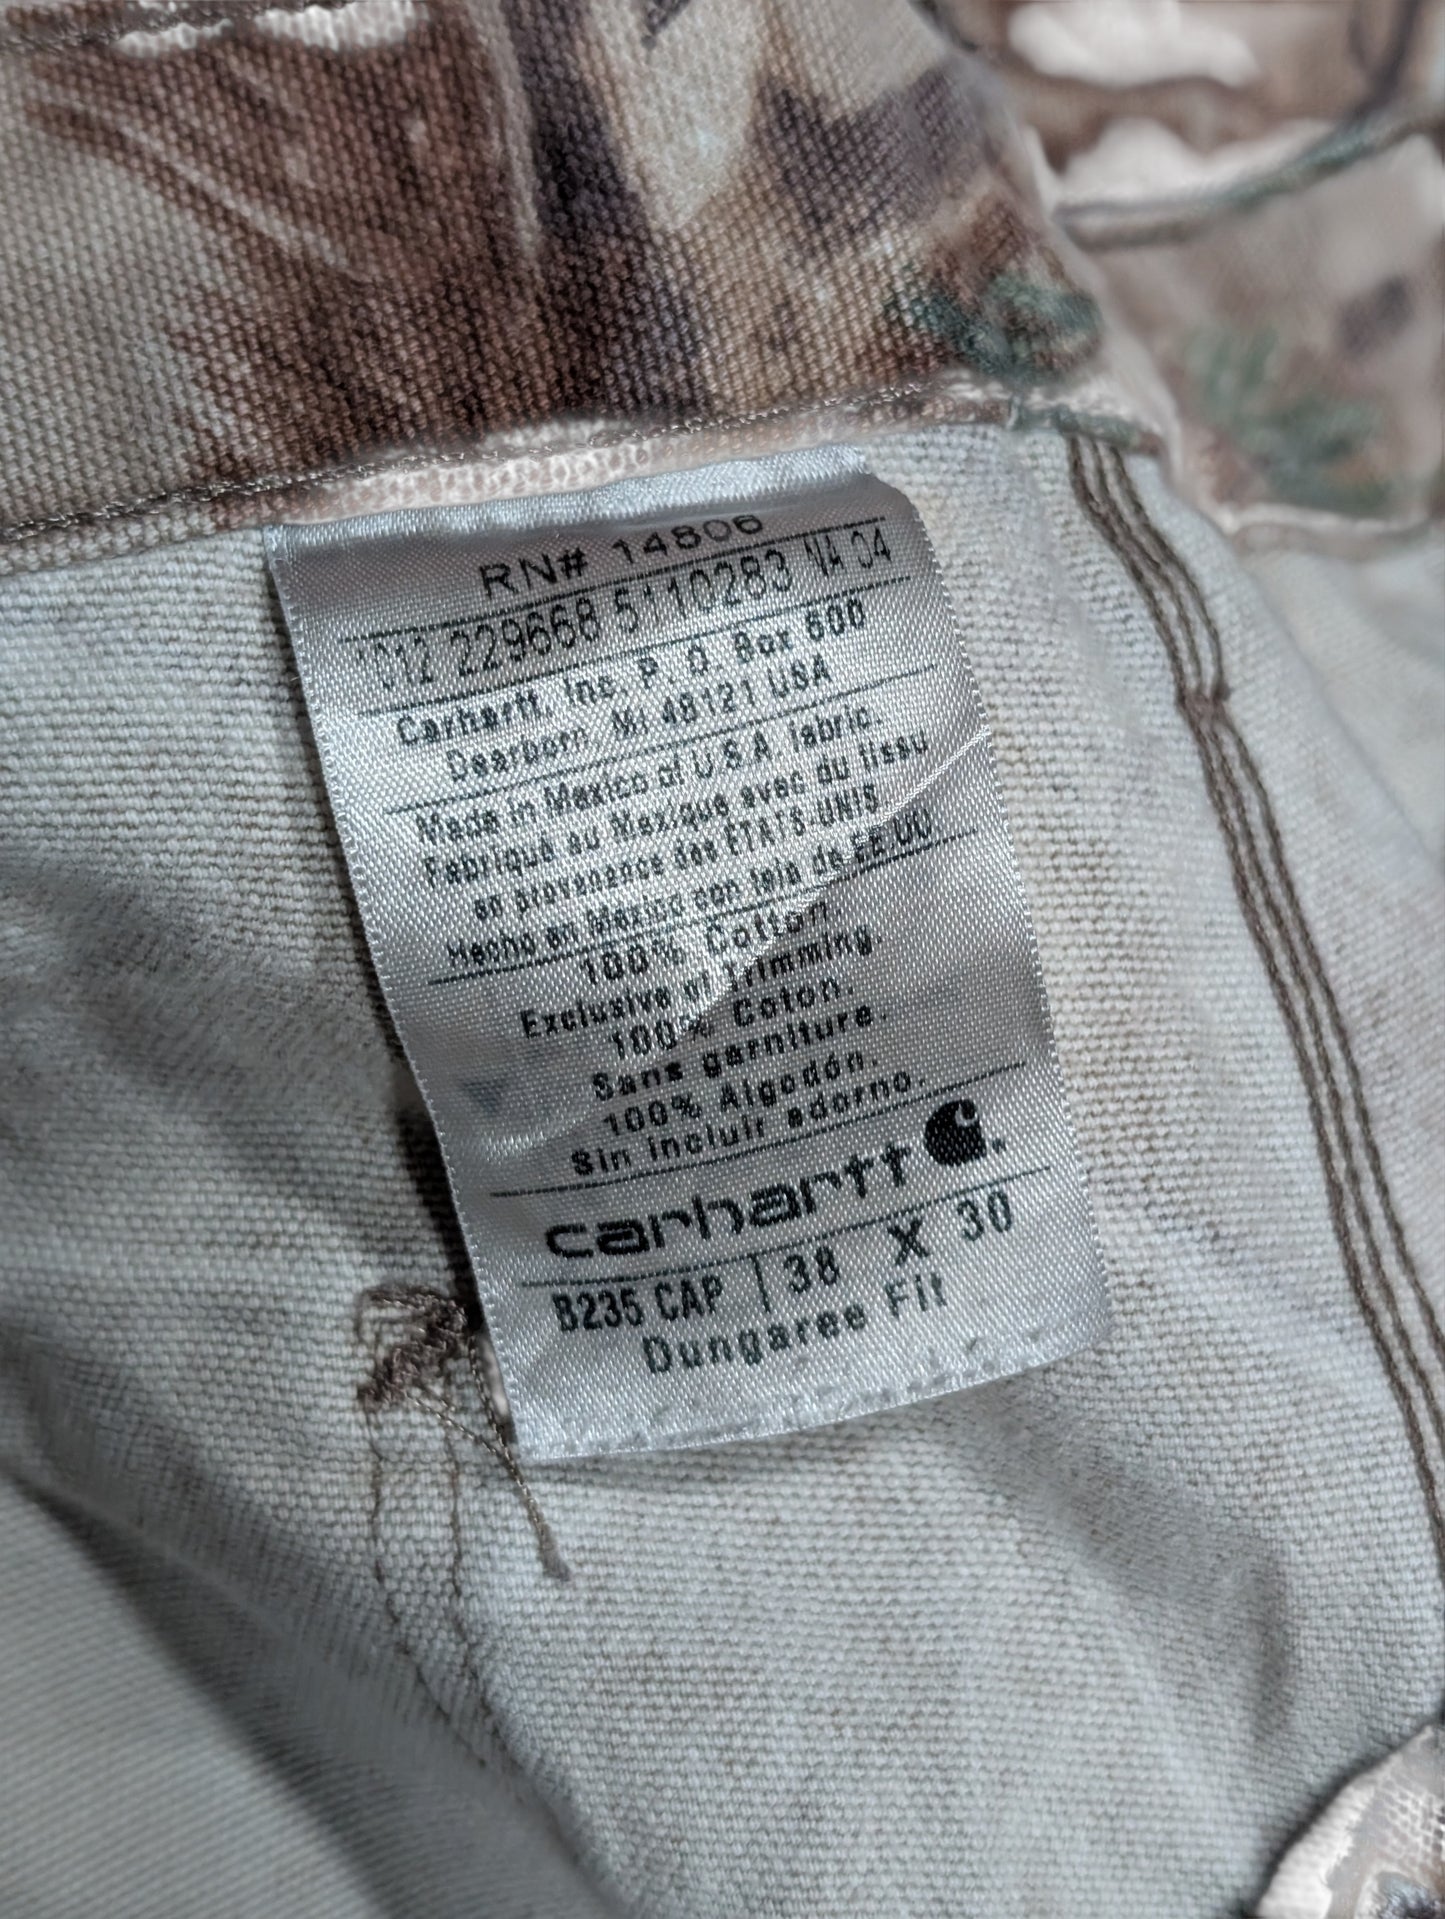 RN# 14806
1012 229668 5110283 VA 04
Carhartt, Inc. P. O. Box 600
Dearborn, MI 48121 USA
Made in Mexico of U.S.A fabric.
Fabriqué au Mexique avec du tissu
en provenance des ÉTATS-UNIS
Hecho en Mexico con tela de EE UU
100% Cotton.
Exclusive of Trimming.
100% Coton.
Sans garniture.
100% Algodón.
Sin incluir adorno.
carhartt
B235 CAP | 38 X 30
Dungaree Fit